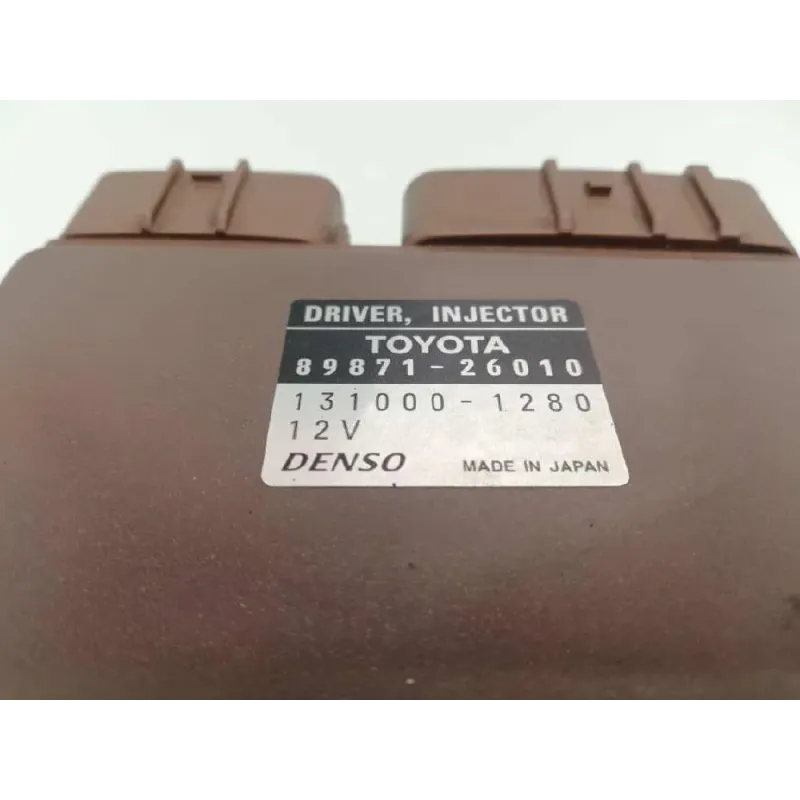 DRIVER, INJECTOR
TOYOTA
89871-26010
131000-1280
12V
DENSO MADE IN JAPAN